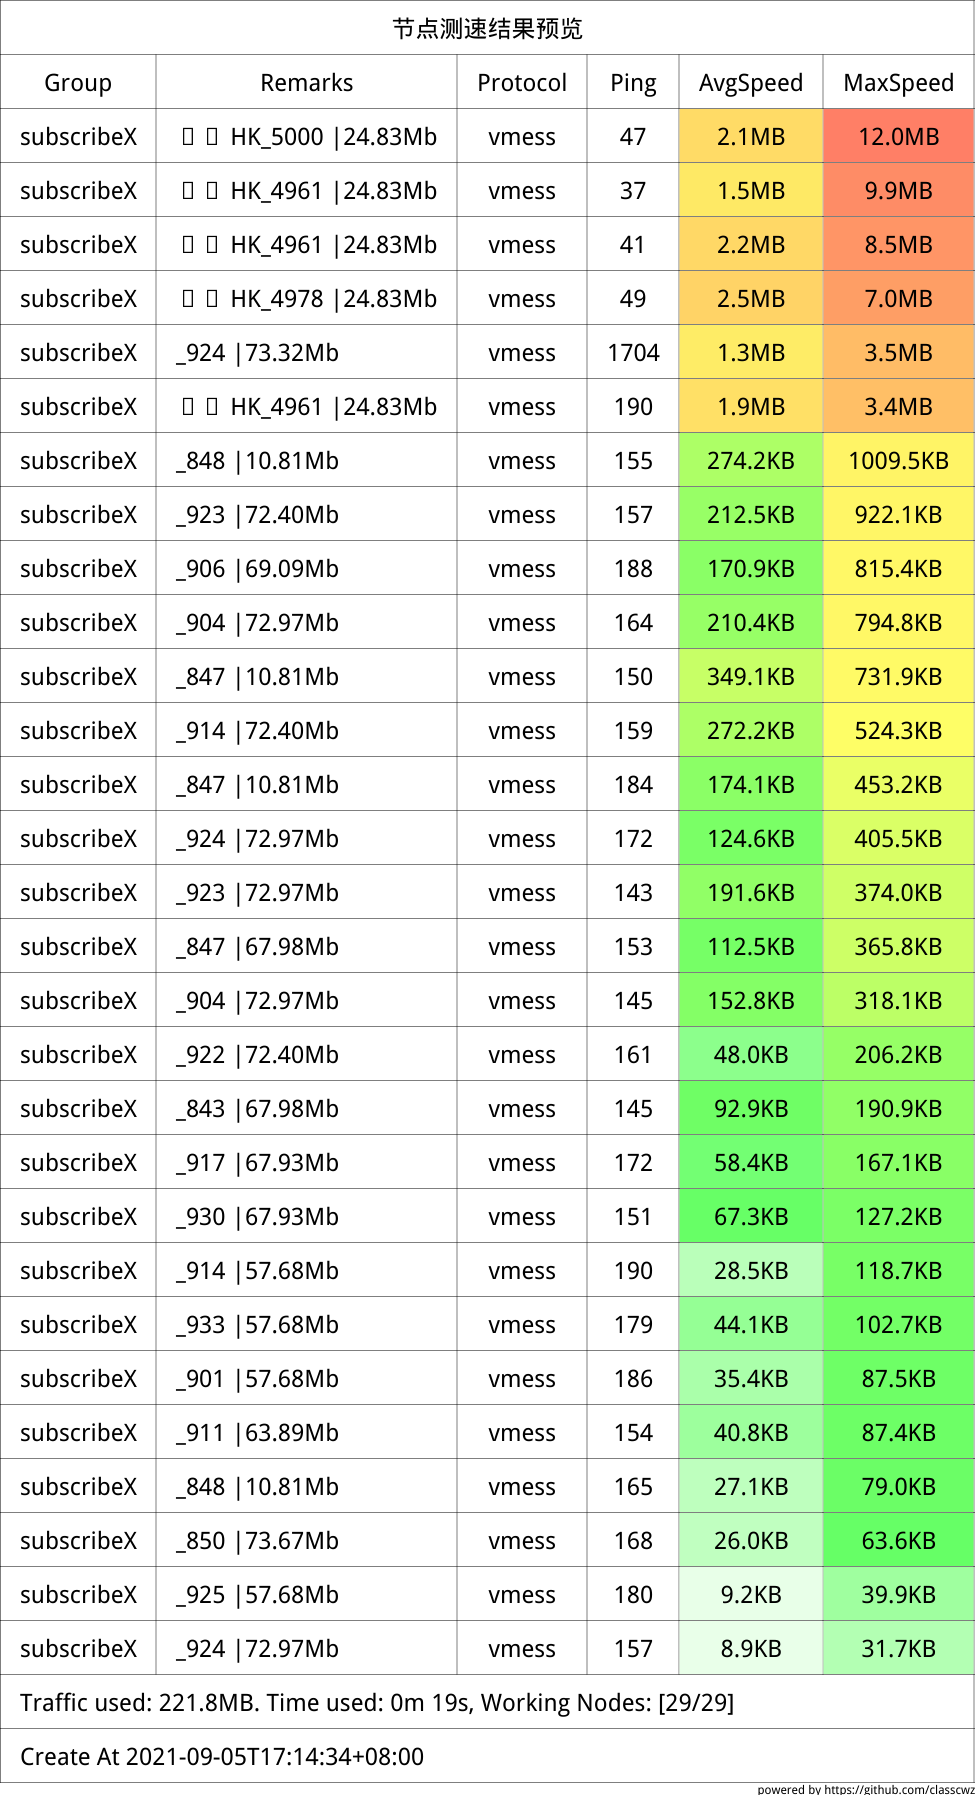 节点测速结果预览
Group Remarks Protocol Ping AvgSpeed MaxSpeed
subscribeX HK_5000 |24.83Mb vmess 47 2.1MB 12.0MB
subscribeX HK_4961 |24.83Mb vmess 37 1.5MB 9.9MB
subscribeX HK_4961 |24.83Mb vmess 41 2.2MB 8.5MB
subscribeX HK_4978 |24.83Mb vmess 49 2.5MB 7.0MB
subscribeX _924 |73.32Mb vmess 1704 1.3MB 3.5MB
subscribeX HK_4961 |24.83Mb vmess 190 1.9MB 3.4MB
subscribeX _848 |10.81Mb vmess 155 274.2KB 1009.5KB
subscribeX _923 |72.40Mb vmess 157 212.5KB 922.1KB
subscribeX _906 |69.09Mb vmess 188 170.9KB 815.4KB
subscribeX _904 |72.97Mb vmess 164 210.4KB 794.8KB
subscribeX _847 |10.81Mb vmess 150 349.1KB 731.9KB
subscribeX _914 |72.40Mb vmess 159 272.2KB 524.3KB
subscribeX _847 |10.81Mb vmess 184 174.1KB 453.2KB
subscribeX _924 |72.97Mb vmess 172 124.6KB 405.5KB
subscribeX _923 |72.97Mb vmess 143 191.6KB 374.0KB
subscribeX _847 |67.98Mb vmess 153 112.5KB 365.8KB
subscribeX _904 |72.97Mb vmess 145 152.8KB 318.1KB
subscribeX _922 |72.40Mb vmess 161 48.0KB 206.2KB
subscribeX _843 |67.98Mb vmess 145 92.9KB 190.9KB
subscribeX _917 |67.93Mb vmess 172 58.4KB 167.1KB
subscribeX _930 |67.93Mb vmess 151 67.3KB 127.2KB
subscribeX _914 |57.68Mb vmess 190 28.5KB 118.7KB
subscribeX _933 |57.68Mb vmess 179 44.1KB 102.7KB
subscribeX _901 |57.68Mb vmess 186 35.4KB 87.5KB
subscribeX _911 |63.89Mb vmess 154 40.8KB 87.4KB
subscribeX _848 |10.81Mb vmess 165 27.1KB 79.0KB
subscribeX _850 |73.67Mb vmess 168 26.0KB 63.6KB
subscribeX _925 |57.68Mb vmess 180 9.2KB 39.9KB
subscribeX _924 |72.97Mb vmess 157 8.9KB 31.7KB
Traffic used: 221.8MB. Time used: 0m 19s, Working Nodes: [29/29]
Create At 2021-09-05T17:14:34+08:00
powered by https://github.com/classcwz